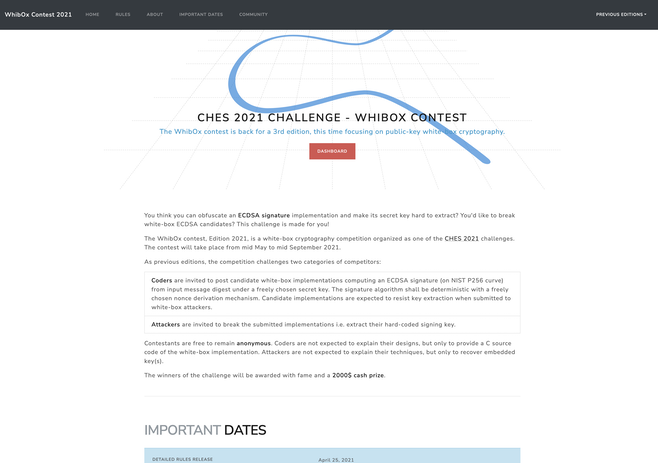 WhibOx Contest 2021 HOME RULES ABOUT IMPORTANT DATES COMMUNITY PREVIOUS EDITIONS
CHES 2021 CHALLENGE - WHIBOX CONTEST
The WhibOx contest is back for a 3rd edition, this time focusing on public-key white-box cryptography.
DASHBOARD
You think you can obfuscate an ECDSA signature implementation and make its secret key hard to extract? You'd like to break
white-box ECDSA candidates? This challenge is made for you!
The WhibOx contest, Edition 2021, is a white-box cryptography competition organized as one of the CHES 2021 challenges.
The contest will take place from mid May to mid September 2021.
As previous editions, the competition challenges two categories of competitors:
Coders are invited to post candidate white-box implementations computing an ECDSA signature (on NIST P256 curve)
from input message digest under a freely chosen secret key. The signature algorithm shall be deterministic with a freely
chosen nonce derivation mechanism. Candidate implementations are expected to resist key extraction when submitted to
white-box attackers.
Attackers are invited to break the submitted implementations i.e. extract their hard-coded signing key.
Contestants are free to remain anonymous. Coders are not expected to explain their designs, but only to provide a C source
code of the white-box implementation. Attackers are not expected to explain their techniques, but only to recover embedded
key(s).
The winners of the challenge will be awarded with fame and a 2000$ cash prize.
IMPORTANT DATES
DETAILED RULES RELEASE April 25, 2021